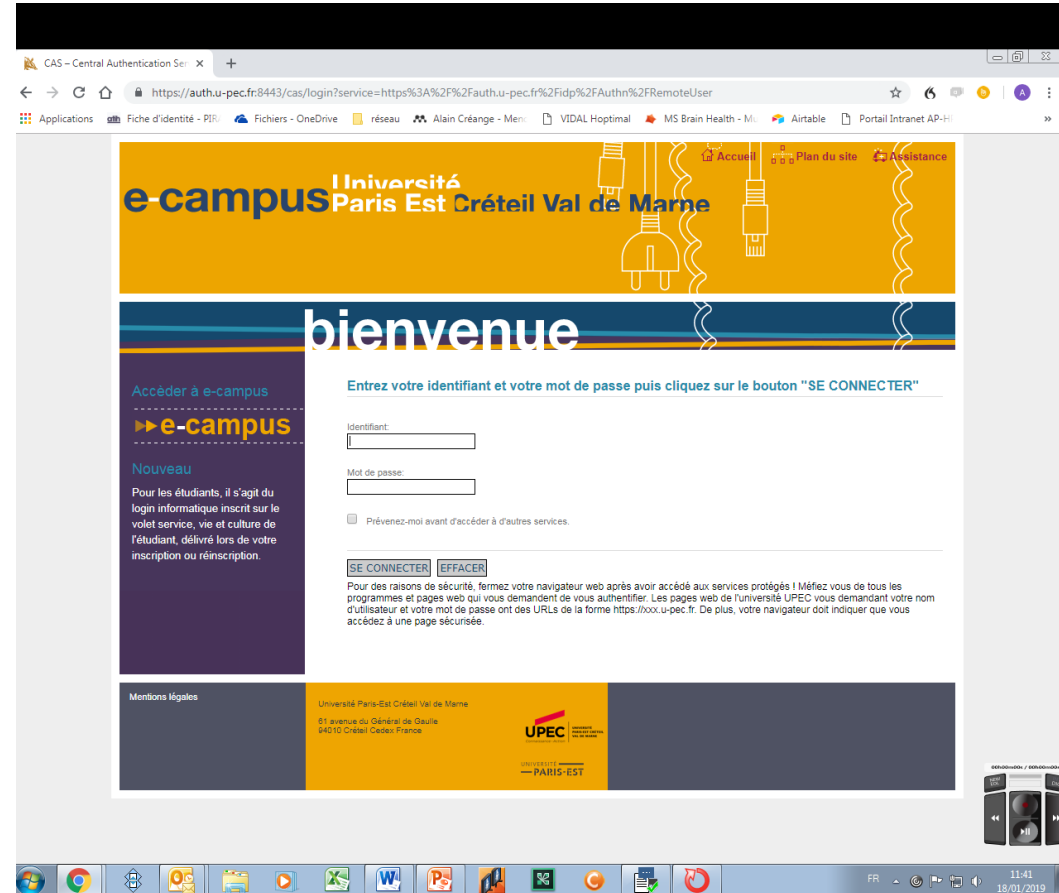 CAS – Central Authentication Ser
https://auth.u-pec.fr:8443/cas/login?service=https%3A%2F%2Fauth.u-pec.fr%2Fidp%2FAuthn%2FRemoteUser
A
Applications Fiche d'identité - PIR Fichiers - OneDrive réseau Alain Créange - Men VIDAL Hoptimal MS Brain Health - M Airtable Portail Intranet AP-H »
Accueil Plan du site Assistance
e-campus Université
Paris Est Créteil Val de Marne
bienvenue
Accèder à e-campus
e-campus
Nouveau
Pour les étudiants, il s'agit du
login informatique inscrit sur le
volet service, vie et culture de
l'étudiant, délivré lors de votre
inscription ou réinscription.
Entrez votre identifiant et votre mot de passe puis cliquez sur le bouton "SE CONNECTER"
Identifiant:
Mot de passe:
Prévenez-moi avant d'accéder à d'autres services.
SE CONNECTER EFFACER
Pour des raisons de sécurité, fermez votre navigateur web après avoir accédé aux services protégés ! Méfiez vous de tous les
programmes et pages web qui vous demandent de vous authentifier. Les pages web de l'université UPEC vous demandant votre nom
d'utilisateur et votre mot de passe ont des URLs de la forme https://xxx.u-pec.fr. De plus, votre navigateur doit indiquer que vous
accédez à une page sécurisée.
Mentions légales
Université Paris-Est Créteil Val de Marne
61 avenue du Général de Gaulle
94010 Créteil Cedex France
UPEC
UNIVERSITÉ
PARIS-EST
FR
11:41
18/01/2019